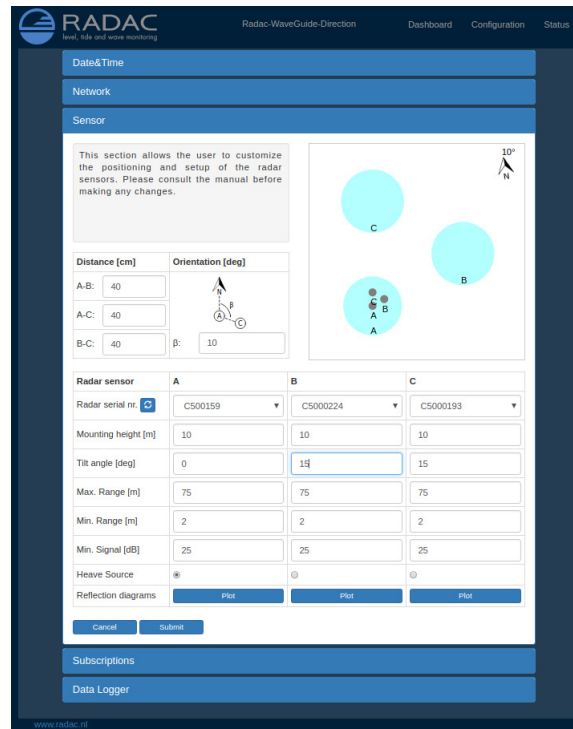 RADAC
level, tide and wave monitoring
Radac-WaveGuide-Direction
Dashboard Configuration Status
Date&Time
Network
Sensor
This section allows the user to customize
the positioning and setup of the radar
sensors. Please consult the manual before
making any changes.
10°
N
C
B
C
B
A
A
Distance [cm] Orientation [deg]
A-B: 40
A-C: 40
B-C: 40
N
β
A
C
β: 10
Radar sensor A B C
Radar serial nr. C500159 C5000224 C5000193
Mounting height [m] 10 10 10
Tilt angle [deg] 0 15 15
Max. Range [m] 75 75 75
Min. Range [m] 2 2 2
Min. Signal [dB] 25 25 25
Heave Source
Reflection diagrams Plot Plot Plot
Cancel Submit
Subscriptions
Data Logger
www.radac.nl